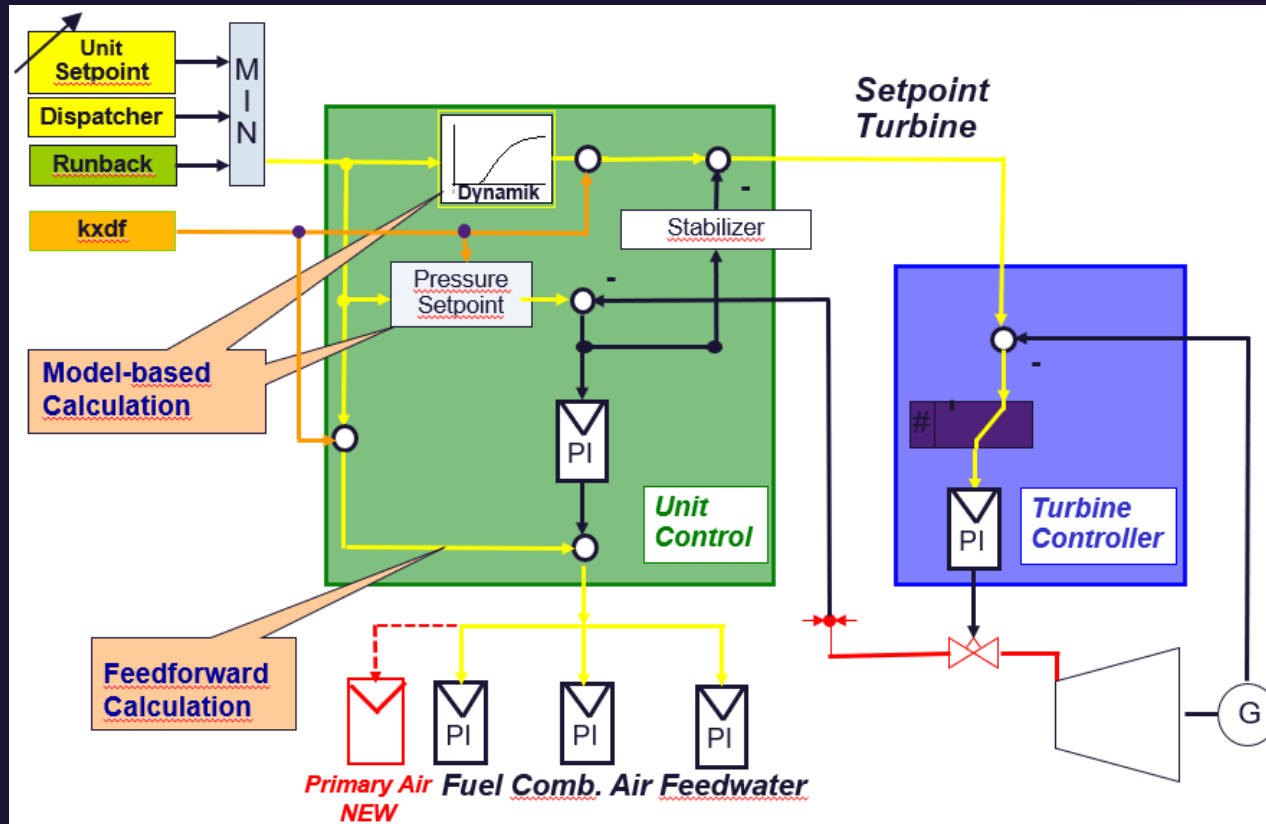 Unit
Setpoint
Dispatcher
Runback
kxdf
M
I
N
Dynamik
Setpoint
Turbine
-
Stabilizer
Pressure
Setpoint
-
Model-based
Calculation
PI
Unit
Control
-
#
PI
Turbine
Controller
Feedforward
Calculation
PI
PI
PI
G
Primary Air
NEW
Fuel Comb. Air Feedwater